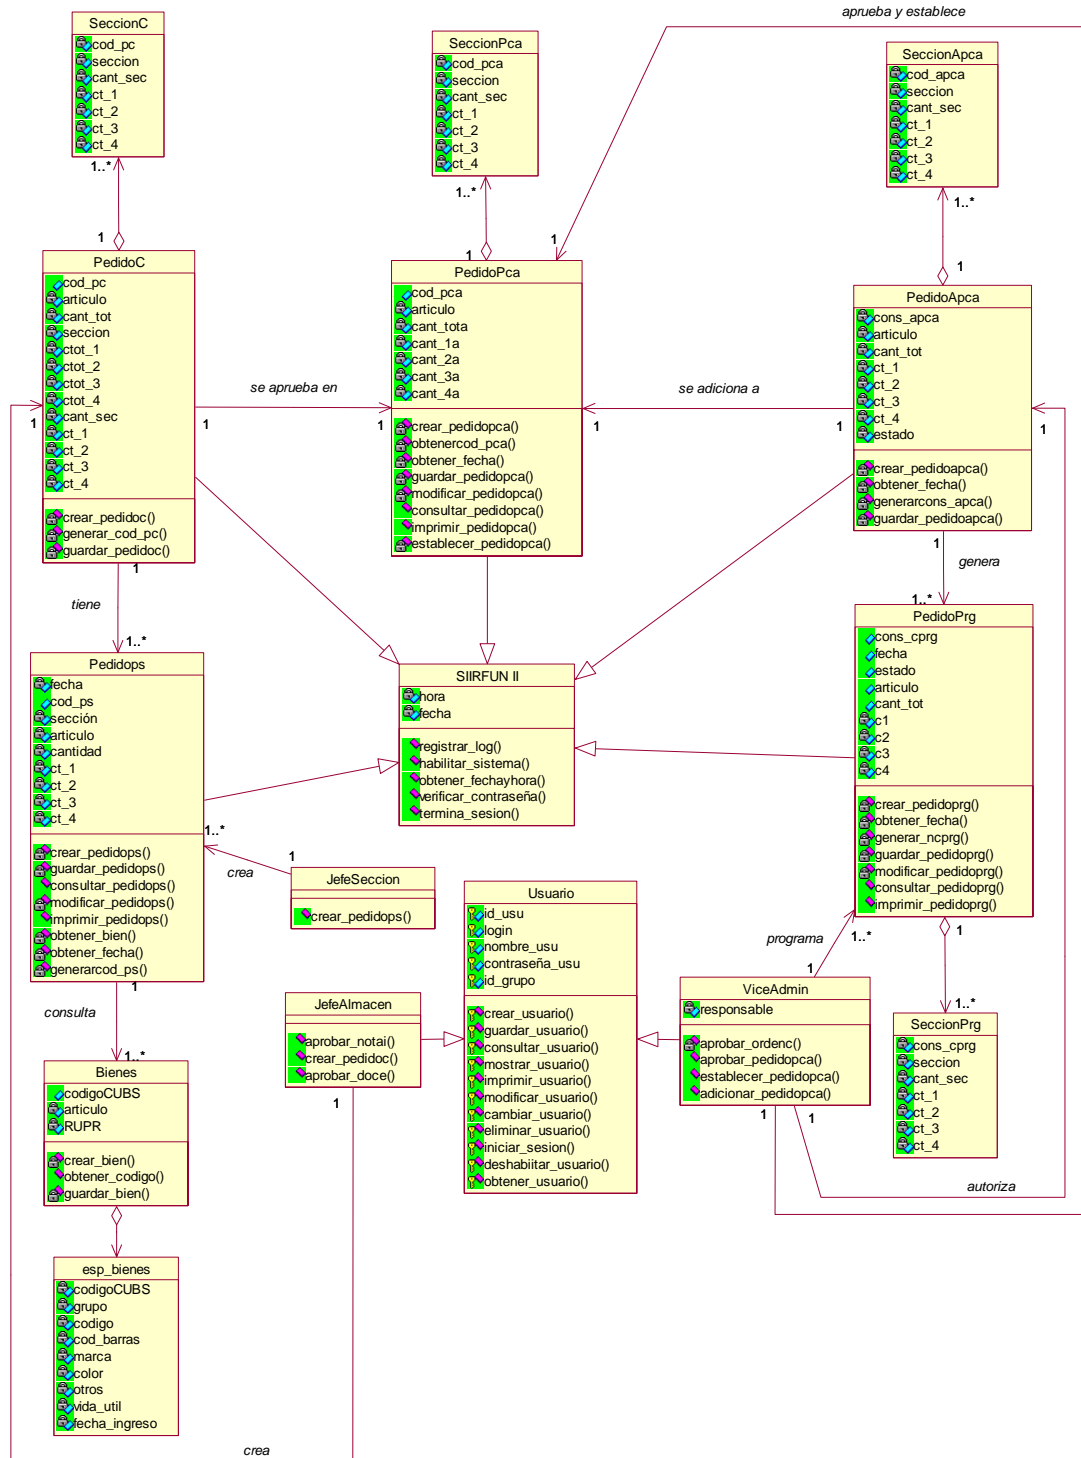 aprueba y establece
SeccionC
cod_pc
seccion
cant_sec
ct_1
ct_2
ct_3
ct_4
1..*
1
SeccionPca
cod_pca
seccion
cant_sec
ct_1
ct_2
ct_3
ct_4
1..*
1
1
SeccionApca
cod_apca
seccion
cant_sec
ct_1
ct_2
ct_3
ct_4
1..*
1
PedidoC
cod_pc
articulo
cant_tot
seccion
ctot_1
ctot_2
ctot_3
ctot_4
cant_sec
ct_1
ct_2
ct_3
ct_4
crear_pedidoc()
generar_cod_pc()
guardar_pedidoc()
1
1
se aprueba en
1
1
PedidoPca
cod_pca
articulo
cant_tota
cant_1a
cant_2a
cant_3a
cant_4a
crear_pedidopca()
obtenercod_pca()
obtener_fecha()
guardar_pedidopca()
modificar_pedidopca()
consultar_pedidopca()
imprimir_pedidopca()
establecer_pedidopca()
se adiciona a
1
1
PedidoApca
cons_apca
articulo
cant_tot
ct_1
ct_2
ct_3
ct_4
estado
crear_pedidoapca()
obtener_fecha()
generarcons_apca()
guardar_pedidoapca()
1
1
genera
1..*
tiene
1..*
Pedidops
fecha
cod_ps
sección
articulo
cantidad
ct_1
ct_2
ct_3
ct_4
crear_pedidops()
guardar_pedidops()
consultar_pedidops()
modificar_pedidops()
imprimir_pedidops()
obtener_bien()
obtener_fecha()
generarcod_ps()
1..*
1
SIIRFUN II
hora
fecha
registrar_log()
habilitar_sistema()
obtener_fechayhora()
verificar_contraseña()
termina_sesion()
PedidoPrg
cons_cprg
fecha
estado
articulo
cant_tot
c1
c2
c3
c4
crear_pedidoprg()
obtener_fecha()
generar_ncprg()
guardar_pedidoprg()
modificar_pedidoprg()
consultar_pedidoprg()
imprimir_pedidoprg()
1
crea
1
JefeSeccion
crear_pedidops()
Usuario
id_usu
login
nombre_usu
contraseña_usu
id_grupo
crear_usuario()
guardar_usuario()
consultar_usuario()
mostrar_usuario()
imprimir_usuario()
modificar_usuario()
cambiar_usuario()
eliminar_usuario()
iniciar_sesion()
deshabiitar_usuario()
obtener_usuario()
programa
1..*
1
consulta
1..*
JefeAlmacen
aprobar_notai()
crear_pedidoc()
aprobar_doce()
1
ViceAdmin
responsable
aprobar_ordenc()
aprobar_pedidopca()
establecer_pedidopca()
adicionar_pedidopca()
1
1
1..*
SeccionPrg
cons_cprg
seccion
cant_sec
ct_1
ct_2
ct_3
ct_4
Bienes
codigoCUBS
articulo
RUPR
crear_bien()
obtener_codigo()
guardar_bien()
autoriza
esp_bienes
codigoCUBS
grupo
codigo
cod_barras
marca
color
otros
vida_util
fecha_ingreso
crea